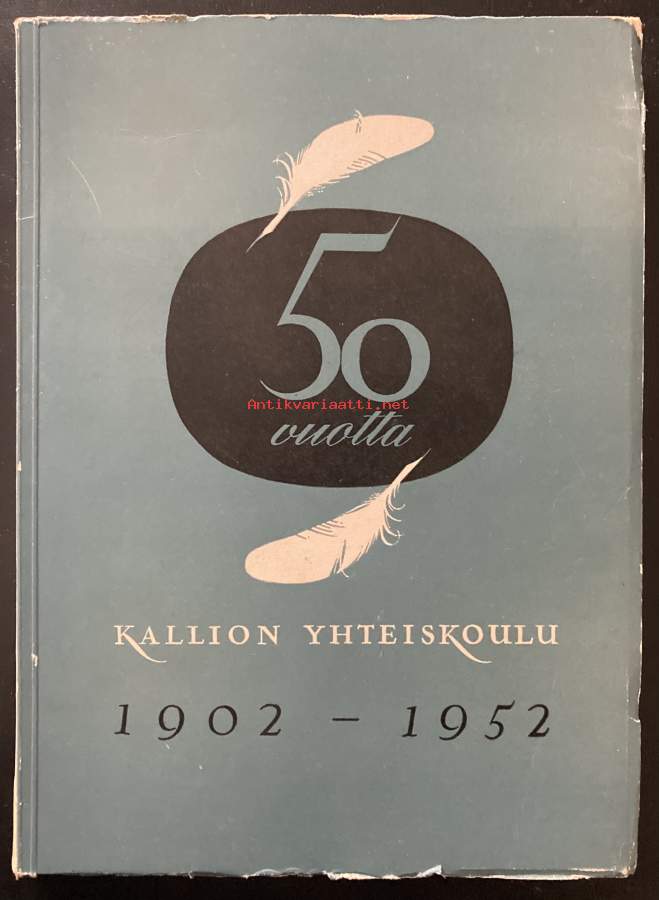 50
Antikvariaatti.net
vuotta
KALLION YHTEISKOULU
1902 – 1952